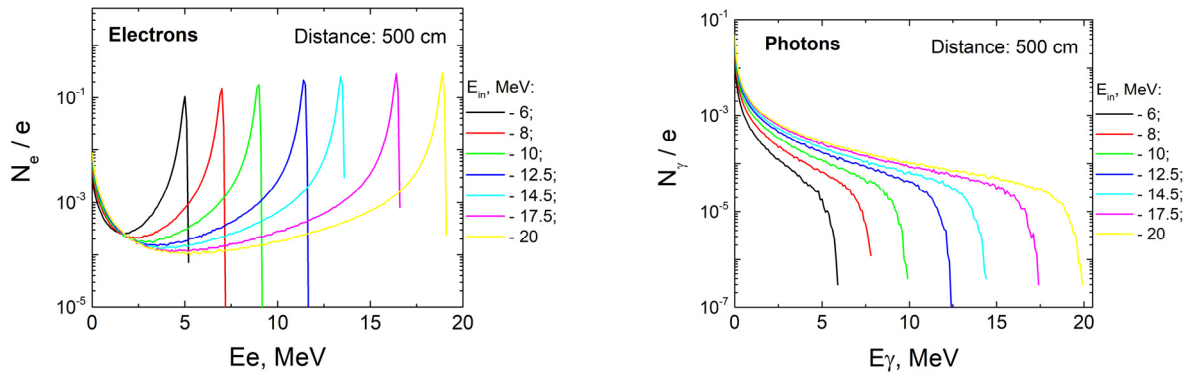 Electrons
Distance: 500 cm
E_in, MeV:
- 6;
- 8;
- 10;
- 12.5;
- 14.5;
- 17.5;
- 20
10^-1
10^-3
10^-5
N_e / e
0 5 10 15 20
Ee, MeV
Photons
Distance: 500 cm
E_in, MeV:
- 6;
- 8;
- 10;
- 12.5;
- 14.5;
- 17.5;
- 20
10^-1
10^-3
10^-5
10^-7
N_γ / e
0 5 10 15 20
Eγ, MeV